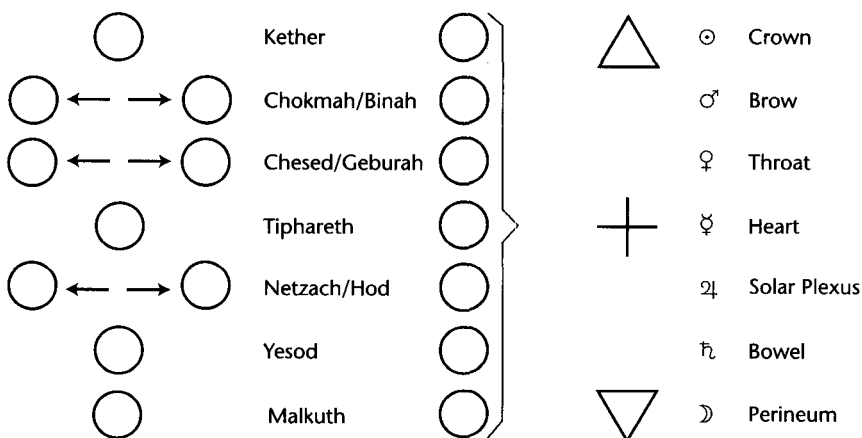 Kether ☉ Crown
Chokmah/Binah ♂ Brow
Chesed/Geburah ♀ Throat
Tiphareth ☿ Heart
Netzach/Hod ♃ Solar Plexus
Yesod ♄ Bowel
Malkuth ☽ Perineum